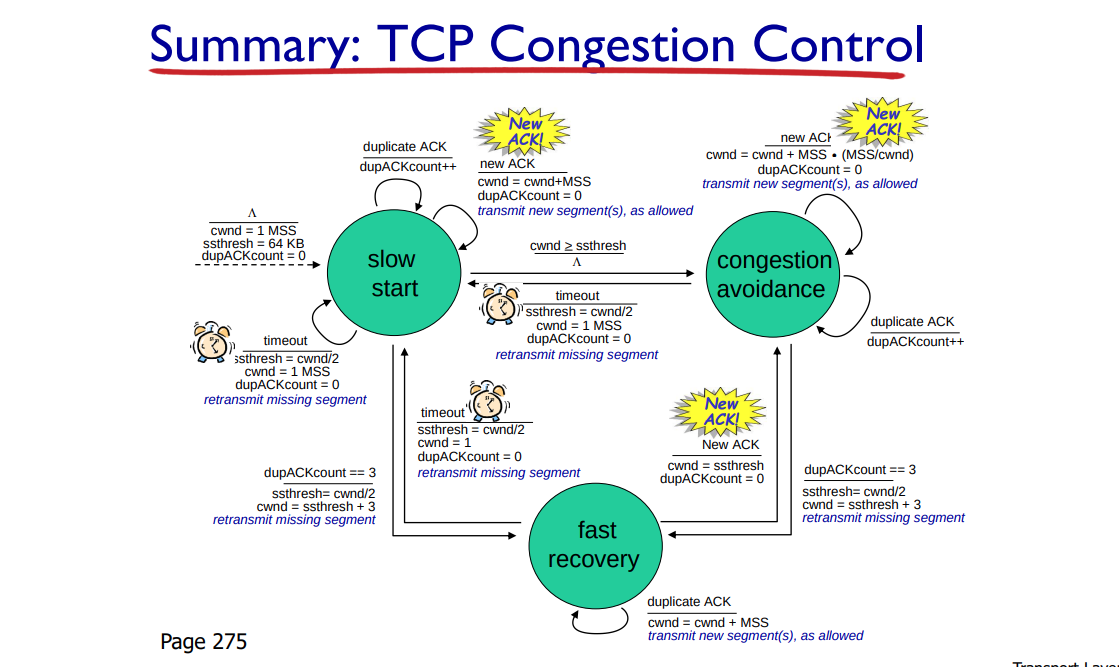 Summary: TCP Congestion Control
New
ACK!
duplicate ACK
dupACKcount++
new ACK
cwnd = cwnd+MSS
dupACKcount = 0
transmit new segment(s), as allowed
New
ACK!
new ACK
cwnd = cwnd + MSS • (MSS/cwnd)
dupACKcount = 0
transmit new segment(s), as allowed
Λ
cwnd = 1 MSS
ssthresh = 64 KB
dupACKcount = 0
slow
start
cwnd ≥ ssthresh
Λ
congestion
avoidance
timeout
ssthresh = cwnd/2
cwnd = 1 MSS
dupACKcount = 0
retransmit missing segment
duplicate ACK
dupACKcount++
timeout
ssthresh = cwnd/2
cwnd = 1 MSS
dupACKcount = 0
retransmit missing segment
timeout
ssthresh = cwnd/2
cwnd = 1
dupACKcount = 0
retransmit missing segment
New
ACK!
New ACK
cwnd = ssthresh
dupACKcount = 0
dupACKcount == 3
ssthresh= cwnd/2
cwnd = ssthresh + 3
retransmit missing segment
dupACKcount == 3
ssthresh= cwnd/2
cwnd = ssthresh + 3
retransmit missing segment
fast
recovery
duplicate ACK
cwnd = cwnd + MSS
transmit new segment(s), as allowed
Page 275